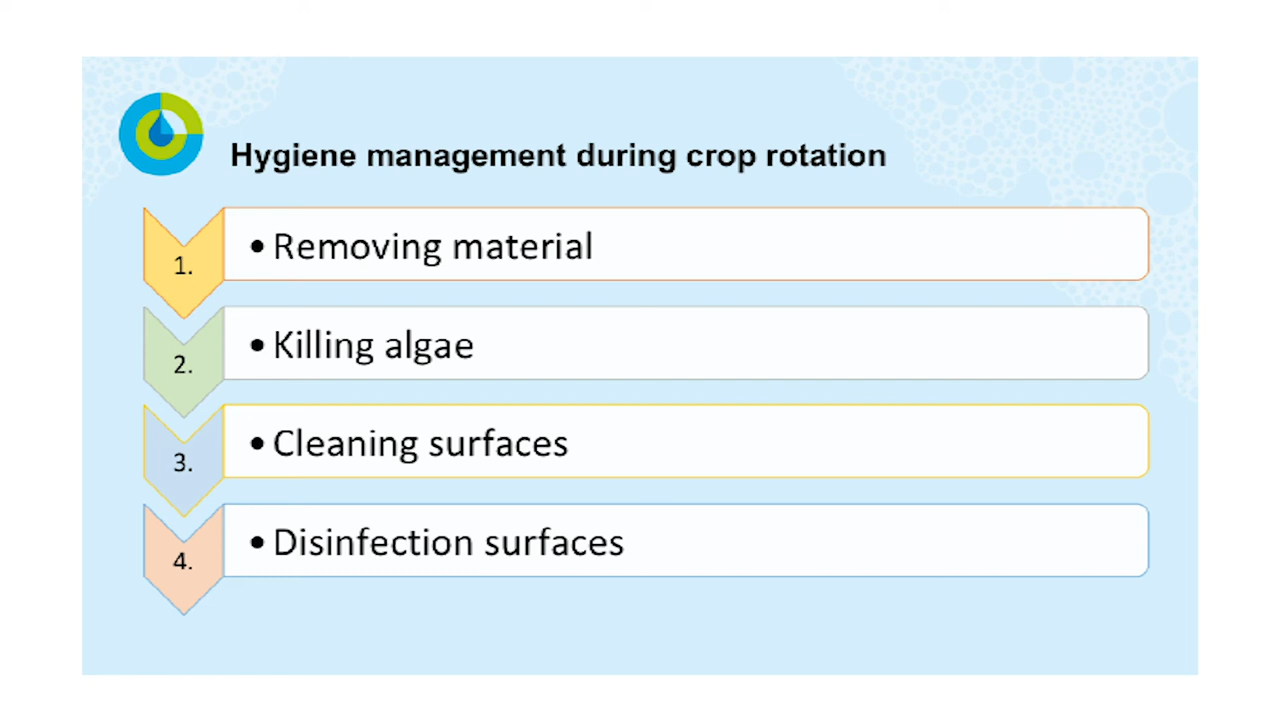 Hygiene management during crop rotation
1.
• Removing material
2.
• Killing algae
3.
• Cleaning surfaces
4.
• Disinfection surfaces